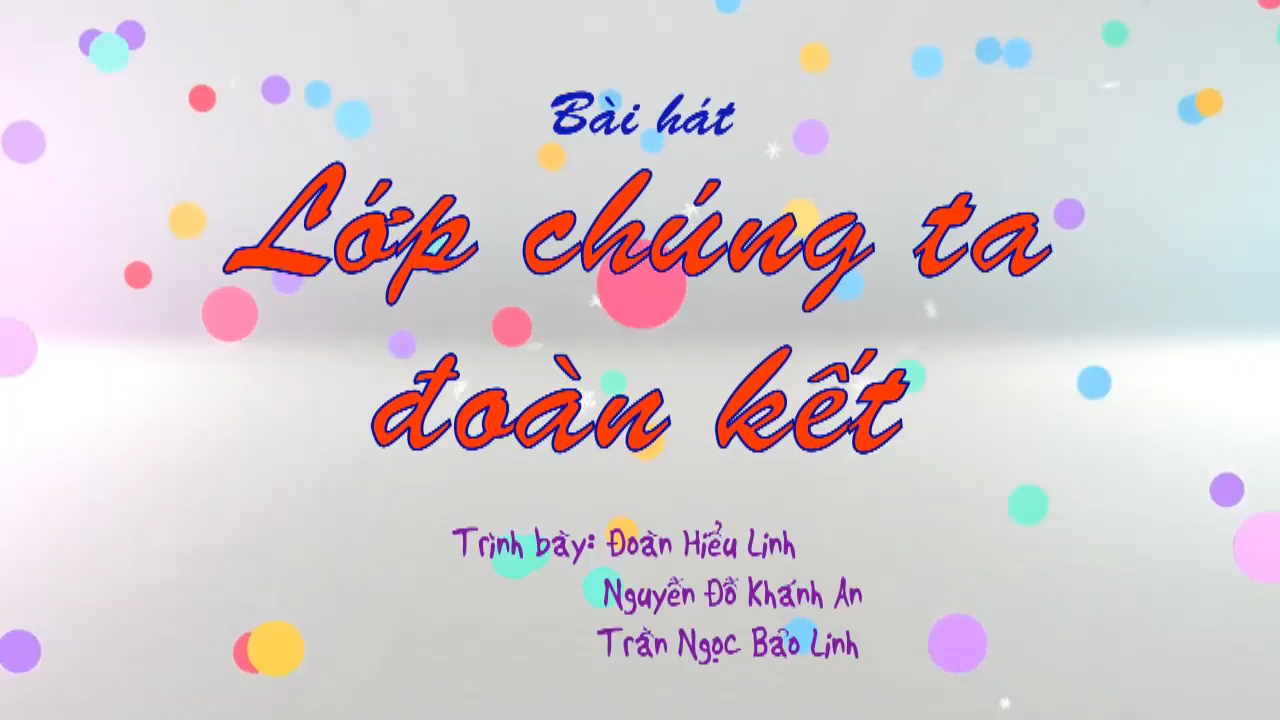 Bài hát
Lớp chúng ta
đoàn kết
Trình bày: Đoàn Hiểu Linh
Nguyễn Đỗ Khánh An
Trần Ngọc Bảo Linh